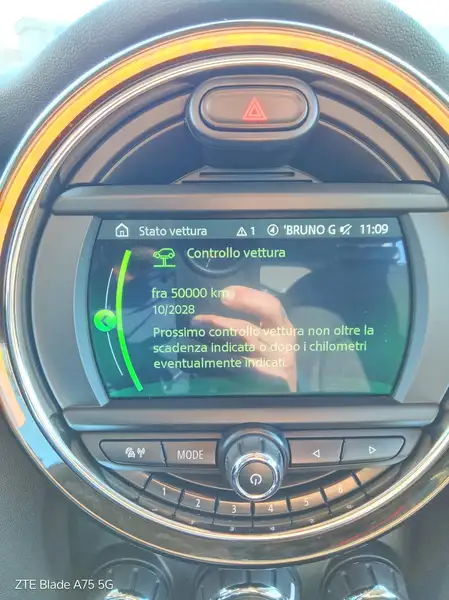 Stato vettura
1
4
'BRUNO G
11:09
Controllo vettura
fra 50000 km
10/2028
Prossimo controllo vettura non oltre la
scadenza indicata o dopo i chilometri
eventualmente indicati.
MODE
1 2 3 4 5 6
ZTE Blade A75 5G